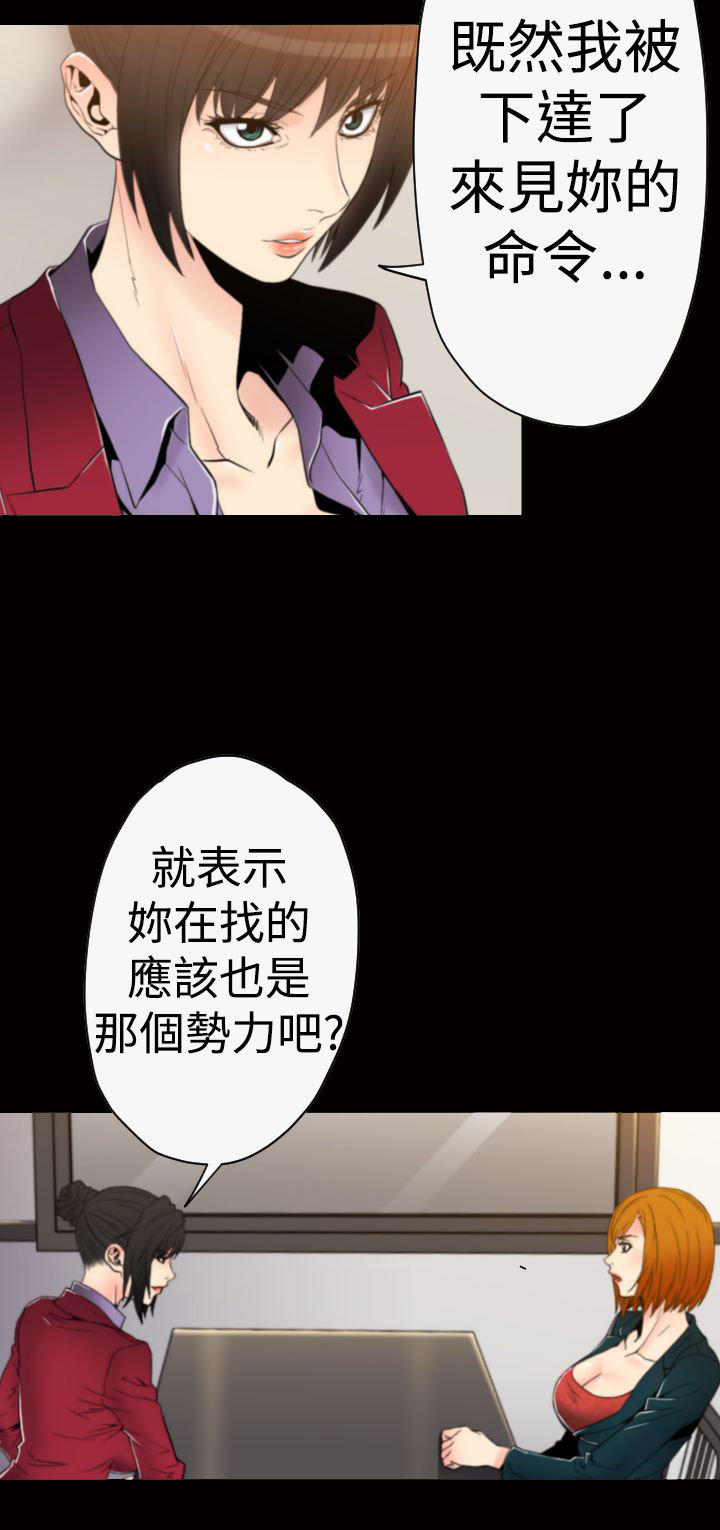 既然我被
下達了
來見妳的
命令...
就表示
妳在找的
應該也是
那個勢力吧?